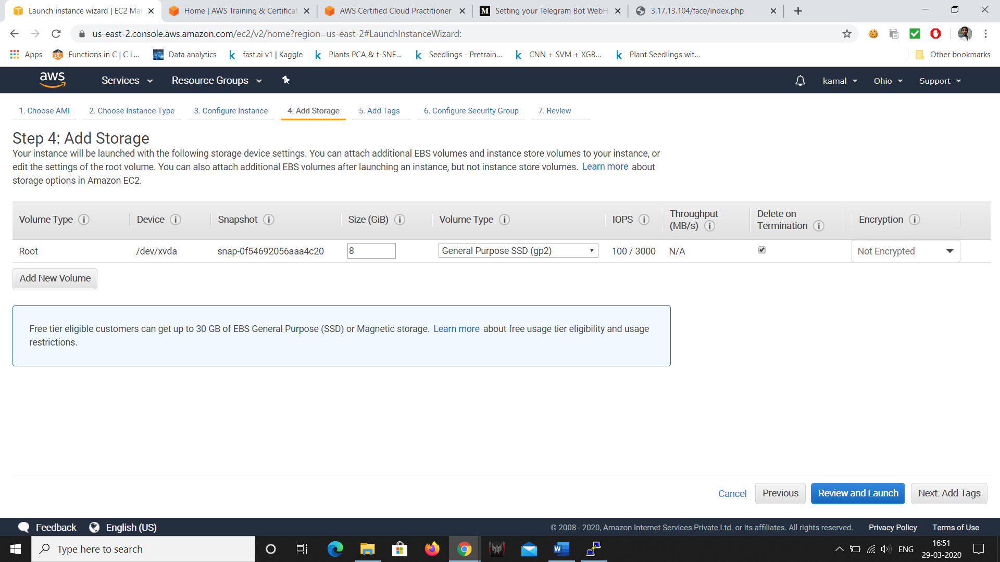 Launch instance wizard | EC2 Mar
Home | AWS Training & Certificat
AWS Certified Cloud Practitioner
M
Setting your Telegram Bot WebH
3.17.13.104/face/index.php
us-east-2.console.aws.amazon.com/ec2/v2/home?region=us-east-2#LaunchInstanceWizard:
Apps
Functions in C | C L...
Data analytics
k
fast.ai v1 | Kaggle
k
Plants PCA & t-SNE...
k
Seedlings - Pretrain...
k
CNN + SVM + XGB...
k
Plant Seedlings wit...
Other bookmarks
aws
Services
Resource Groups
kamal
Ohio
Support
1. Choose AMI
2. Choose Instance Type
3. Configure Instance
4. Add Storage
5. Add Tags
6. Configure Security Group
7. Review
Step 4: Add Storage
Your instance will be launched with the following storage device settings. You can attach additional EBS volumes and instance store volumes to your instance, or
edit the settings of the root volume. You can also attach additional EBS volumes after launching an instance, but not instance store volumes. Learn more about
storage options in Amazon EC2.
Volume Type
Device
Snapshot
Size (GiB)
Volume Type
IOPS
Throughput
(MB/s)
Delete on
Termination
Encryption
Root
/dev/xvda
snap-0f54692056aaa4c20
8
General Purpose SSD (gp2)
100 / 3000
N/A
Not Encrypted
Add New Volume
Free tier eligible customers can get up to 30 GB of EBS General Purpose (SSD) or Magnetic storage. Learn more about free usage tier eligibility and usage
restrictions.
Cancel
Previous
Review and Launch
Next: Add Tags
Feedback
English (US)
© 2008 - 2020, Amazon Internet Services Private Ltd. or its affiliates. All rights reserved.
Privacy Policy
Terms of Use
Type here to search
W
ENG
16:51
29-03-2020